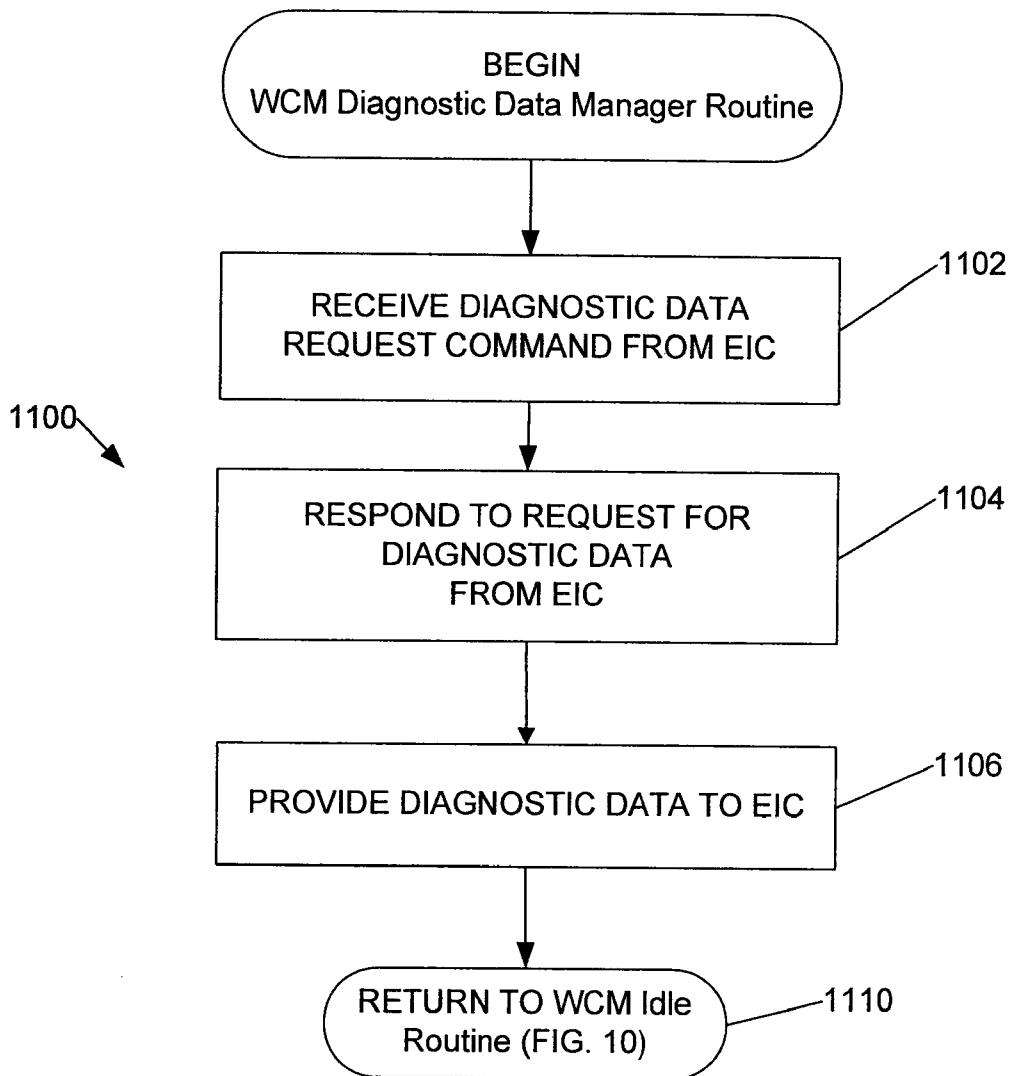 BEGIN
WCM Diagnostic Data Manager Routine
1102
RECEIVE DIAGNOSTIC DATA
REQUEST COMMAND FROM EIC
1100
1104
RESPOND TO REQUEST FOR
DIAGNOSTIC DATA
FROM EIC
1106
PROVIDE DIAGNOSTIC DATA TO EIC
RETURN TO WCM Idle
Routine (FIG. 10)
1110